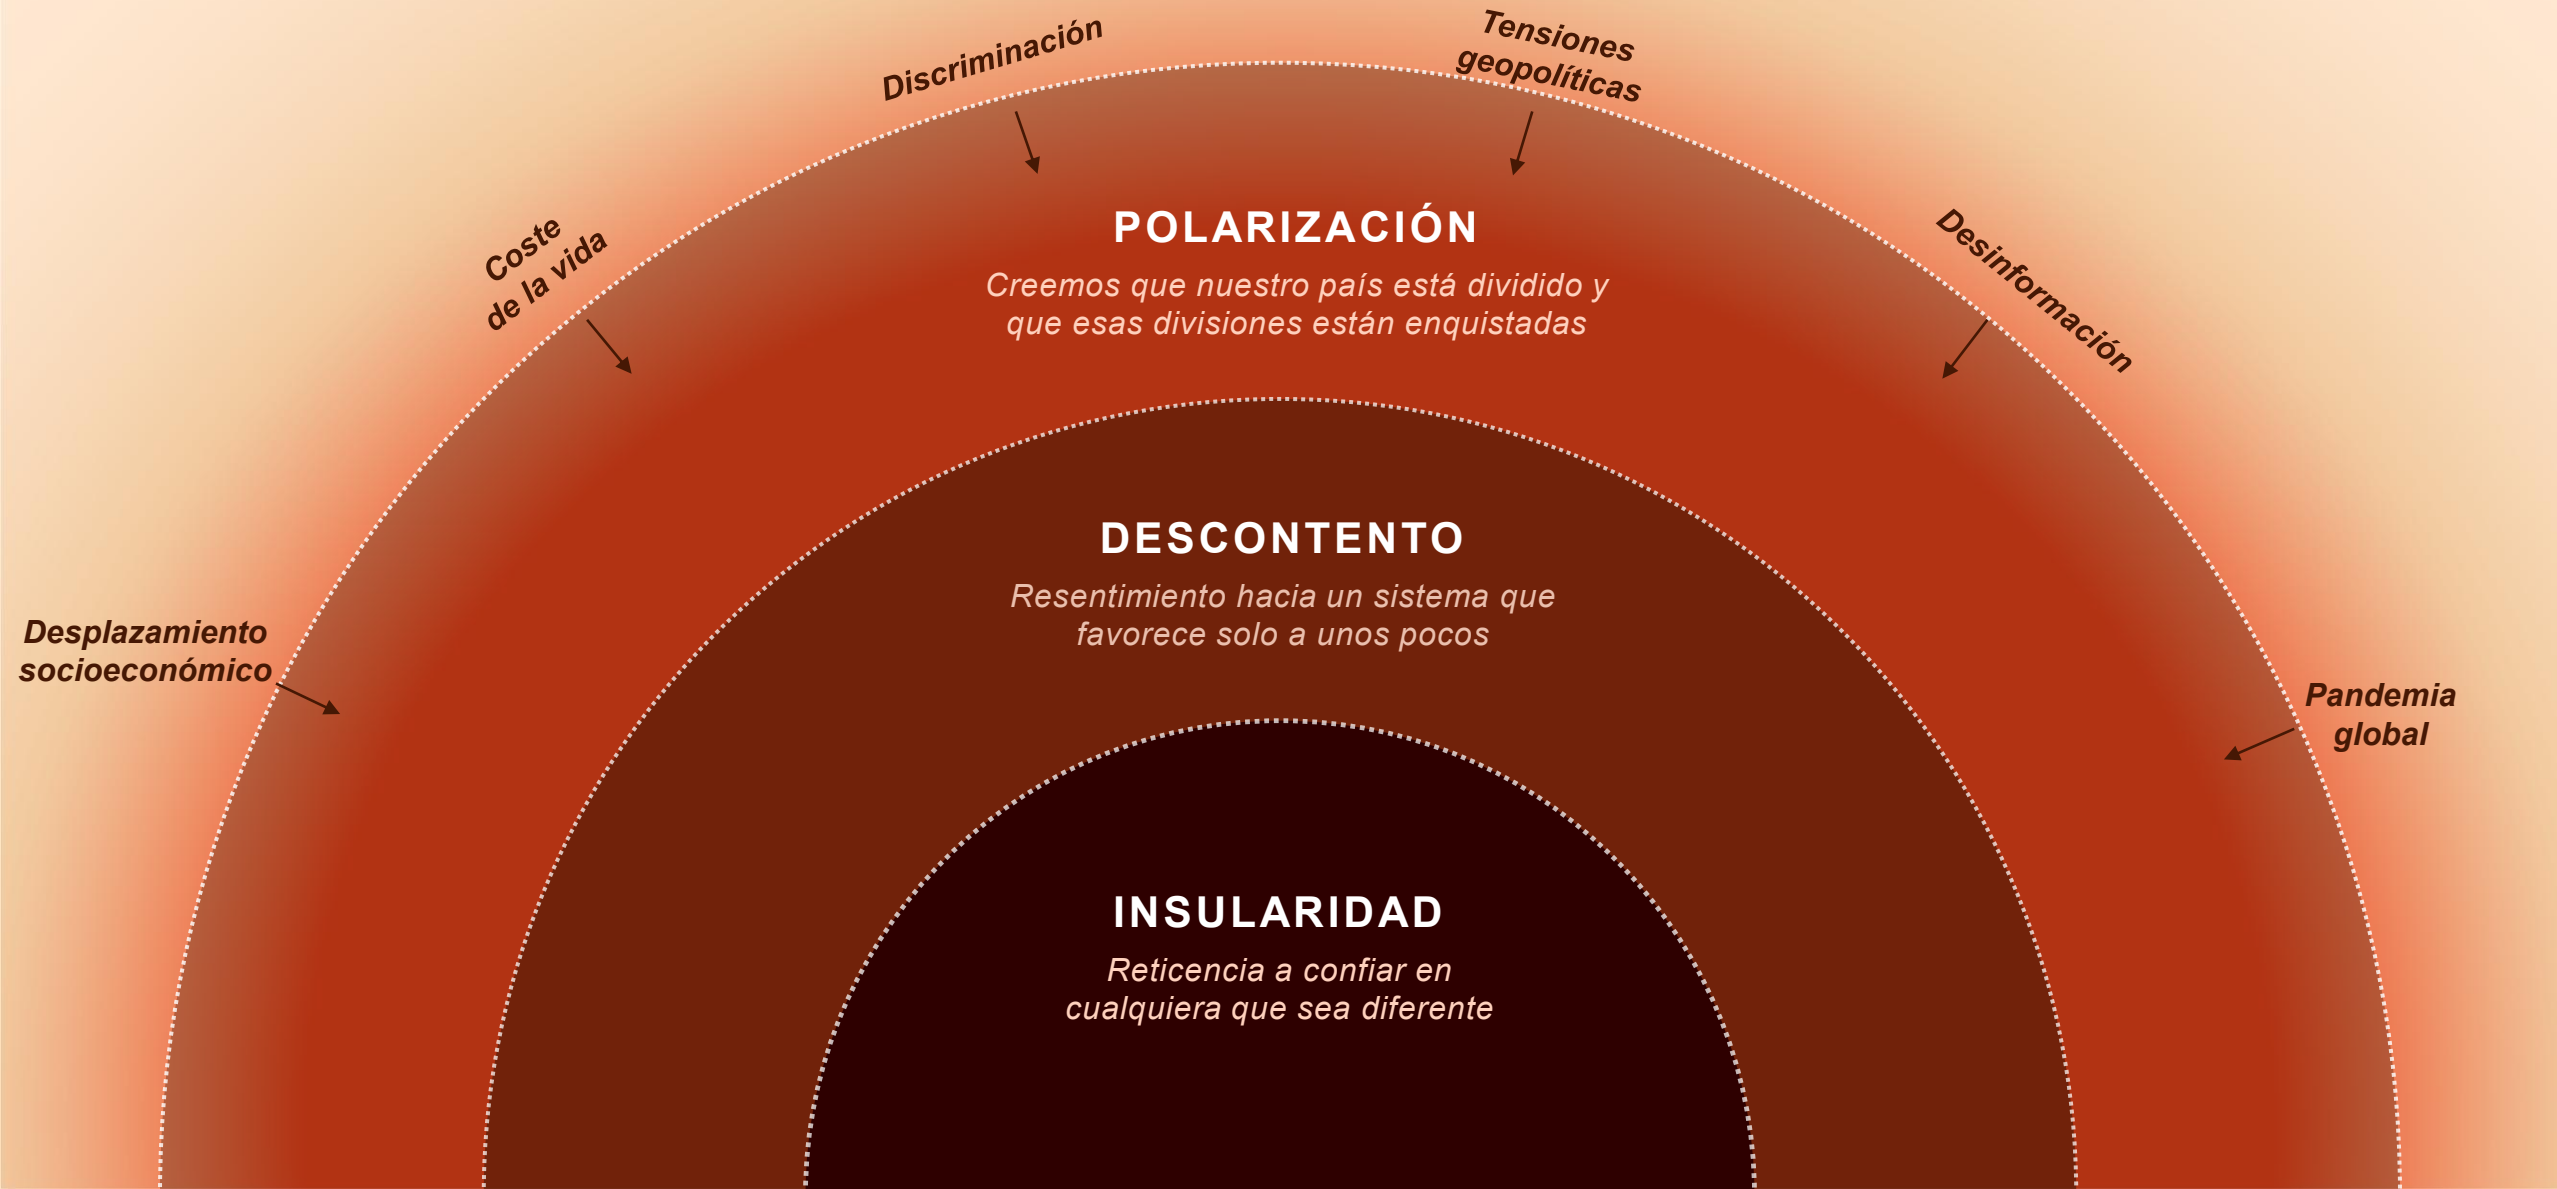 Discriminación
Tensiones
geopolíticas
Coste
de la vida
Desinformación
POLARIZACIÓN
Creemos que nuestro país está dividido y
que esas divisiones están enquistadas
DESCONTENTO
Resentimiento hacia un sistema que
favorece solo a unos pocos
Desplazamiento
socioeconómico
Pandemia
global
INSULARIDAD
Reticencia a confiar en
cualquiera que sea diferente